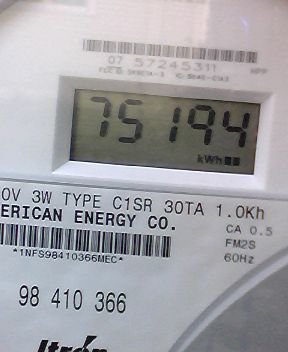 07 57245311
75194
kWh
0V 3W TYPE C1SR 30TA 1.0Kh
ERICAN ENERGY CO.
CA 0.5
FM2S
60Hz
*1NFS98410366MEC*
98 410 366
Itron